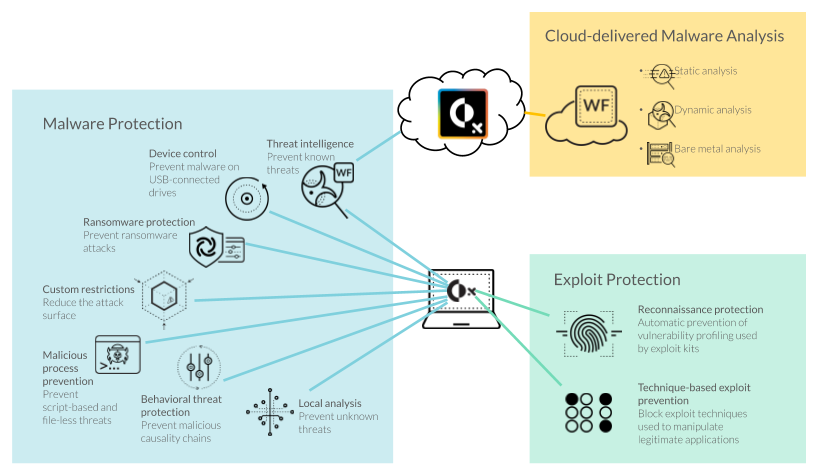 Cloud-delivered Malware Analysis
WF
• Static analysis
• Dynamic analysis
• Bare metal analysis
Malware Protection
Threat intelligence
Prevent known
threats
WF
Device control
Prevent malware on
USB-connected
drives
Ransomware protection
Prevent ransomware
attacks
Custom restrictions
Reduce the attack
surface
>_...
Malicious
process
prevention
Prevent
script-based and
file-less threats
Behavioral threat
protection
Prevent malicious
causality chains
Local analysis
Prevent unknown
threats
Exploit Protection
Reconnaissance protection
Automatic prevention of
vulnerability profiling used
by exploit kits
Technique-based exploit
prevention
Block exploit techniques
used to manipulate
legitimate applications